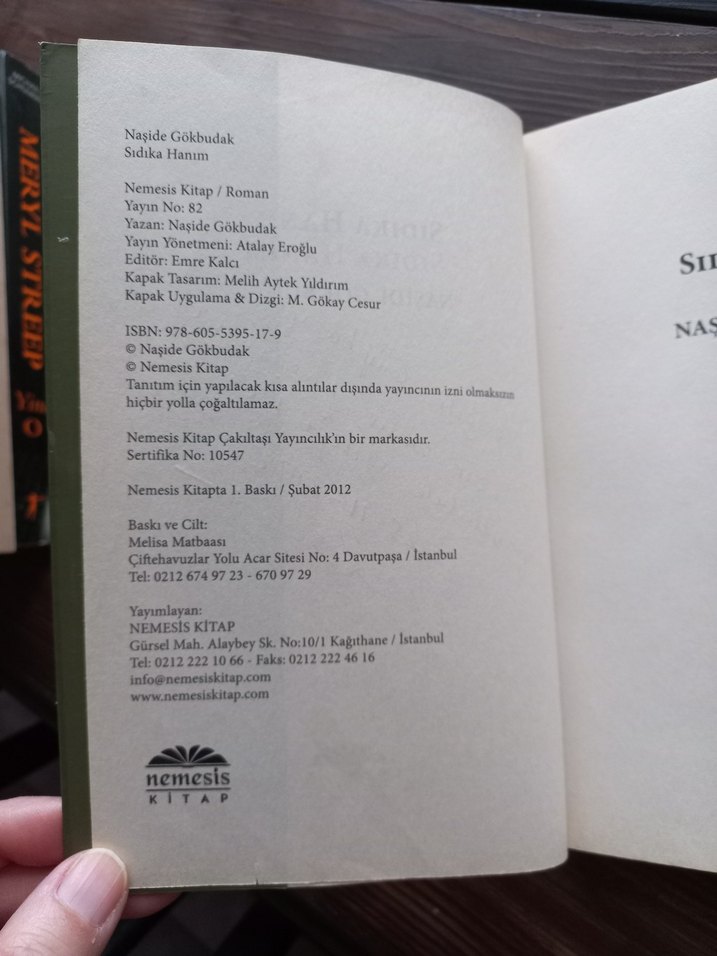 Naşide Gökbudak
Sıdıka Hanım
Nemesis Kitap / Roman
Yayın No: 82
Yazan: Naşide Gökbudak
Yayın Yönetmeni: Atalay Eroğlu
Editör: Emre Kalcı
Kapak Tasarım: Melih Aytek Yıldırım
Kapak Uygulama & Dizgi: M. Gökay Cesur
ISBN: 978-605-5395-17-9
© Naşide Gökbudak
© Nemesis Kitap
Tanıtım için yapılacak kısa alıntılar dışında yayıncının izni olmaksızın
hiçbir yolla çoğaltılamaz.
Nemesis Kitap Çakıltaşı Yayıncılık'ın bir markasıdır.
Sertifika No: 10547
Nemesis Kitapta 1. Baskı / Şubat 2012
Baskı ve Cilt:
Melisa Matbaası
Çiftehavuzlar Yolu Acar Sitesi No: 4 Davutpaşa / İstanbul
Tel: 0212 674 97 23 - 670 97 29
Yayımlayan:
NEMESİS KİTAP
Gürsel Mah. Alaybey Sk. No:10/1 Kağıthane / İstanbul
Tel: 0212 222 10 66 - Faks: 0212 222 46 16
info@nemesiskitap.com
www.nemesiskitap.com
nemesis
KİTAP
MERYL STREEP